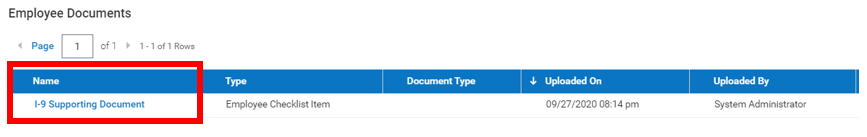 Employee Documents
Page 1 of 1 1 - 1 of 1 Rows
Name Type Document Type Uploaded On Uploaded By
I-9 Supporting Document Employee Checklist Item 09/27/2020 08:14 pm System Administrator